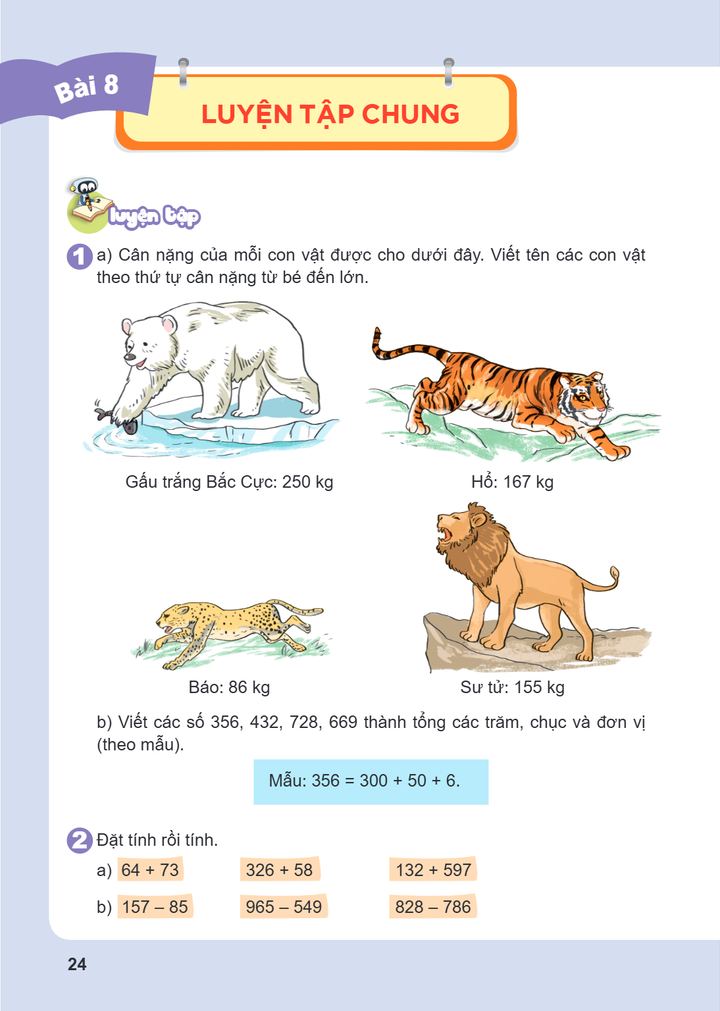 Bài 8
LUYỆN TẬP CHUNG
luyện tập
1 a) Cân nặng của mỗi con vật được cho dưới đây. Viết tên các con vật
theo thứ tự cân nặng từ bé đến lớn.
Gấu trắng Bắc Cực: 250 kg
Hổ: 167 kg
Báo: 86 kg
Sư tử: 155 kg
b) Viết các số 356, 432, 728, 669 thành tổng các trăm, chục và đơn vị
(theo mẫu).
Mẫu: 356 = 300 + 50 + 6.
2 Đặt tính rồi tính.
a) 64 + 73 326 + 58 132 + 597
b) 157 – 85 965 – 549 828 – 786
24